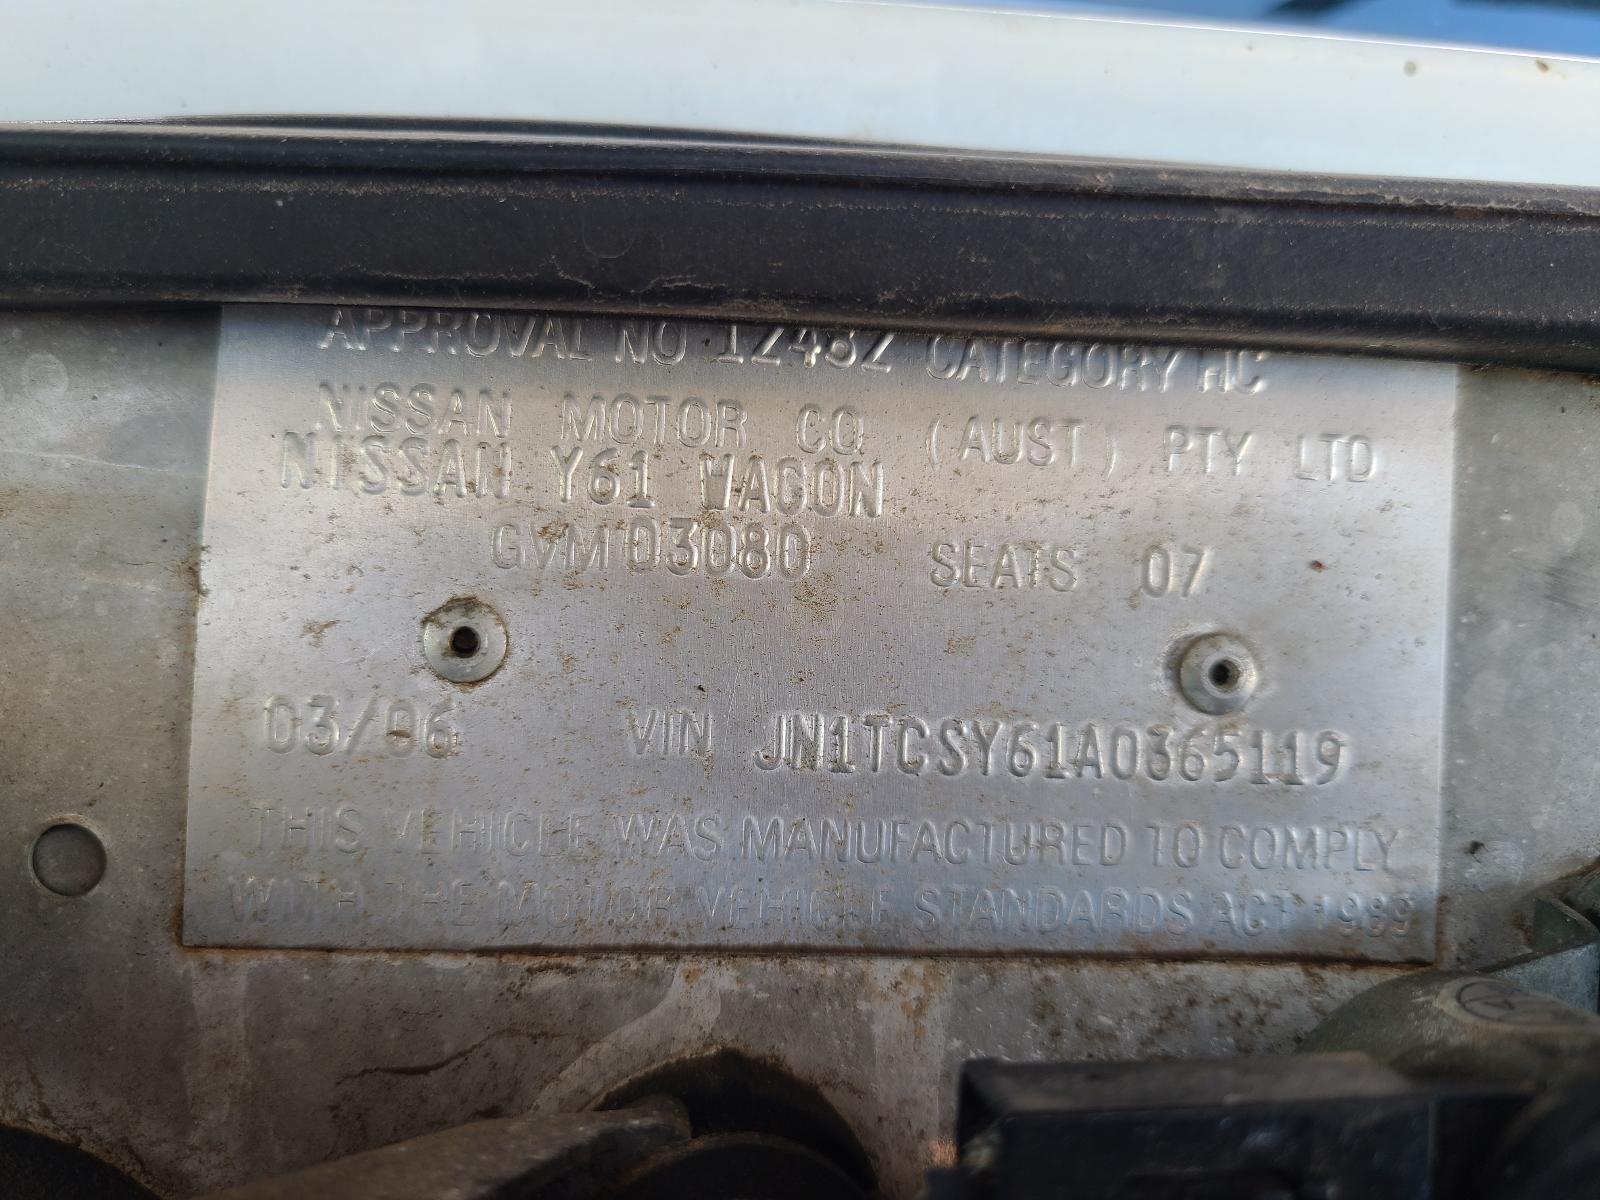 APPROVAL NO 12482 CATEGORY MC
NISSAN MOTOR CO (AUST) PTY LTD
NISSAN Y61 WAGON
GVM 03080 SEATS 07
03/06 VIN JN1TCSY61A0365119
THIS VEHICLE WAS MANUFACTURED TO COMPLY
WITH THE MOTOR VEHICLE STANDARDS ACT 1989